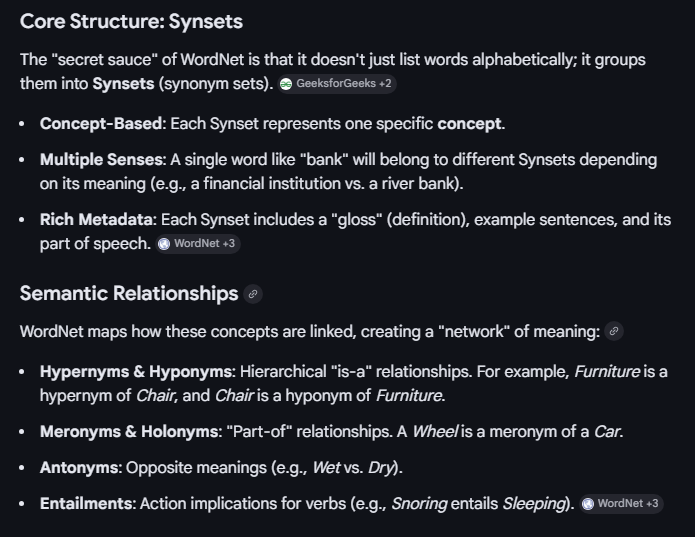 Core Structure: Synsets
The "secret sauce" of WordNet is that it doesn't just list words alphabetically; it groups
them into Synsets (synonym sets). GeeksforGeeks +2
• Concept-Based: Each Synset represents one specific concept.
• Multiple Senses: A single word like "bank" will belong to different Synsets depending
on its meaning (e.g., a financial institution vs. a river bank).
• Rich Metadata: Each Synset includes a "gloss" (definition), example sentences, and its
part of speech. WordNet +3
Semantic Relationships
WordNet maps how these concepts are linked, creating a "network" of meaning:
• Hypernyms & Hyponyms: Hierarchical "is-a" relationships. For example, Furniture is a
hypernym of Chair, and Chair is a hyponym of Furniture.
• Meronyms & Holonyms: "Part-of" relationships. A Wheel is a meronym of a Car.
• Antonyms: Opposite meanings (e.g., Wet vs. Dry).
• Entailments: Action implications for verbs (e.g., Snoring entails Sleeping). WordNet +3